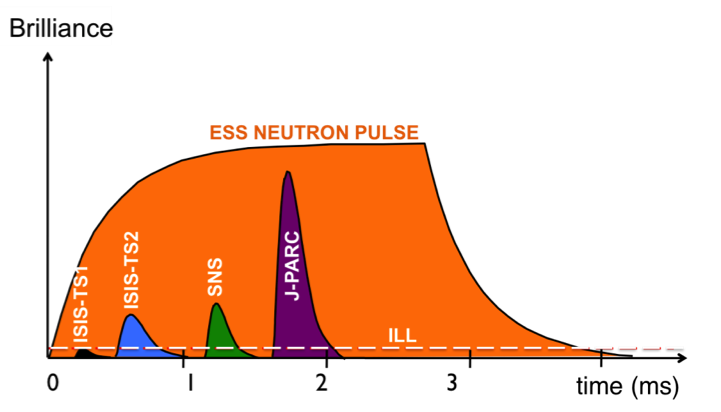 Brilliance
ESS NEUTRON PULSE
ISIS-TS1
ISIS-TS2
SNS
J-PARC
ILL
0 1 2 3 time (ms)